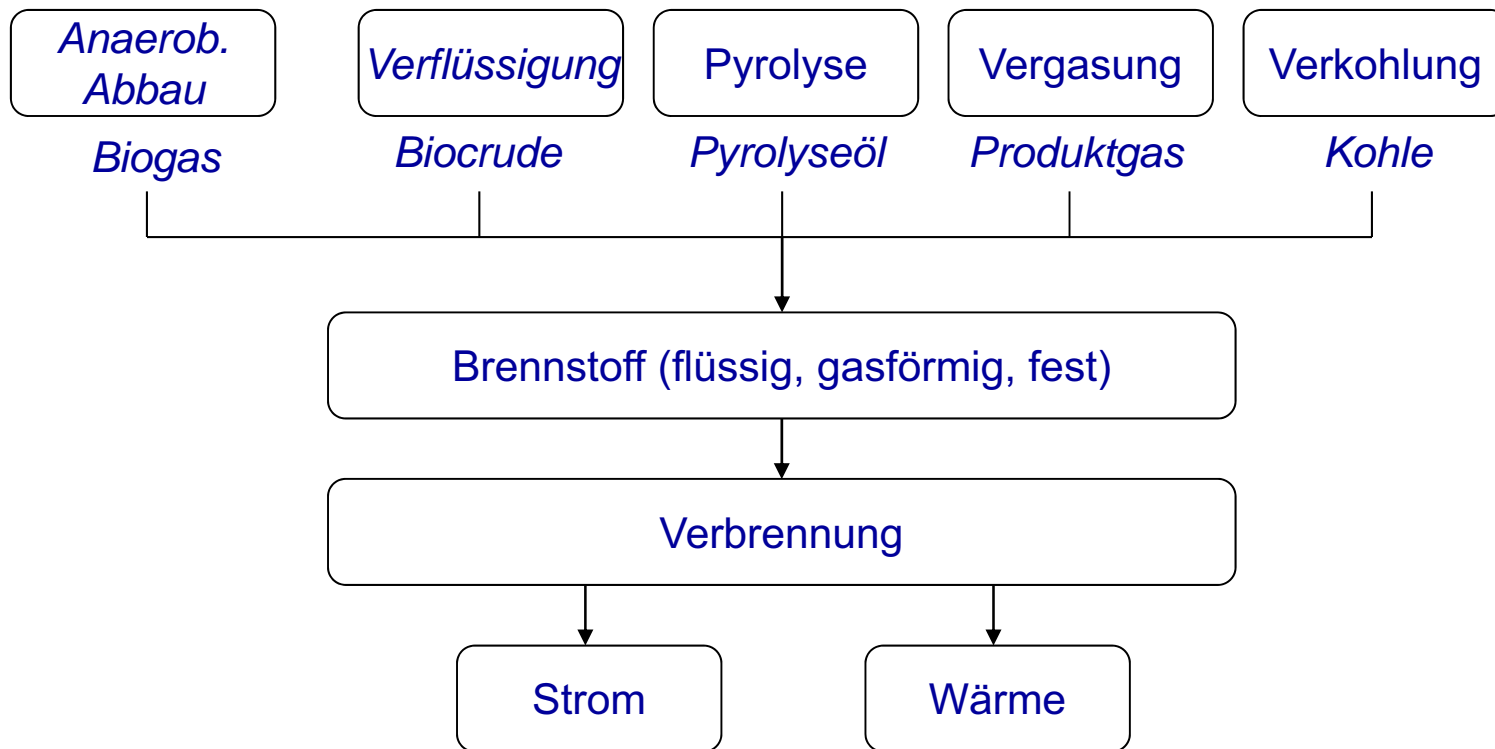 Anaerob.
Abbau
Verflüssigung
Pyrolyse
Vergasung
Verkohlung
Biogas
Biocrude
Pyrolyseöl
Produktgas
Kohle
Brennstoff (flüssig, gasförmig, fest)
Verbrennung
Strom
Wärme